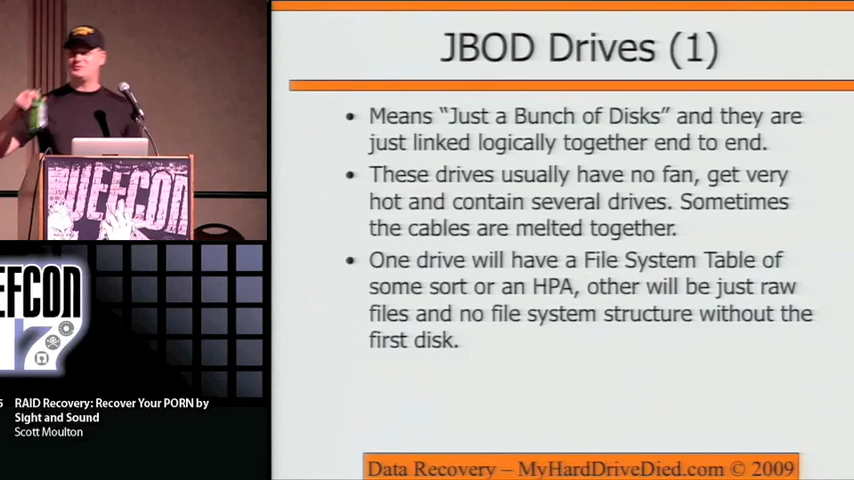 JBOD Drives (1)
• Means “Just a Bunch of Disks” and they are
just linked logically together end to end.
• These drives usually have no fan, get very
hot and contain several drives. Sometimes
the cables are melted together.
• One drive will have a File System Table of
some sort or an HPA, other will be just raw
files and no file system structure without the
first disk.
Data Recovery – MyHardDriveDied.com © 2009
DEFCON
EFCON
17
RAID Recovery: Recover Your PORN by
Sight and Sound
Scott Moulton